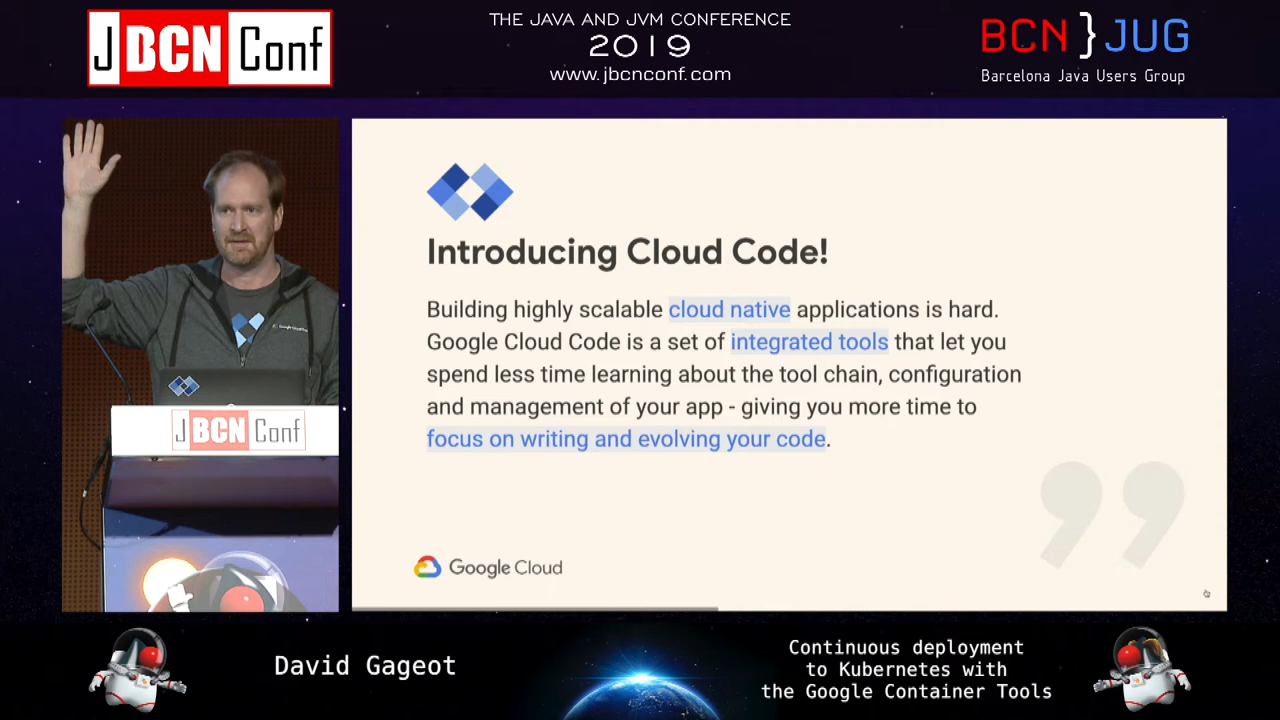 JBCNConf
THE JAVA AND JVM CONFERENCE
2019
www.jbcnconf.com
BCN}JUG
Barcelona Java Users Group
Introducing Cloud Code!
Building highly scalable cloud native applications is hard.
Google Cloud Code is a set of integrated tools that let you
spend less time learning about the tool chain, configuration
and management of your app - giving you more time to
focus on writing and evolving your code.
Google Cloud
JBCNConf
David Gageot
Continuous deployment
to Kubernetes with
the Google Container Tools